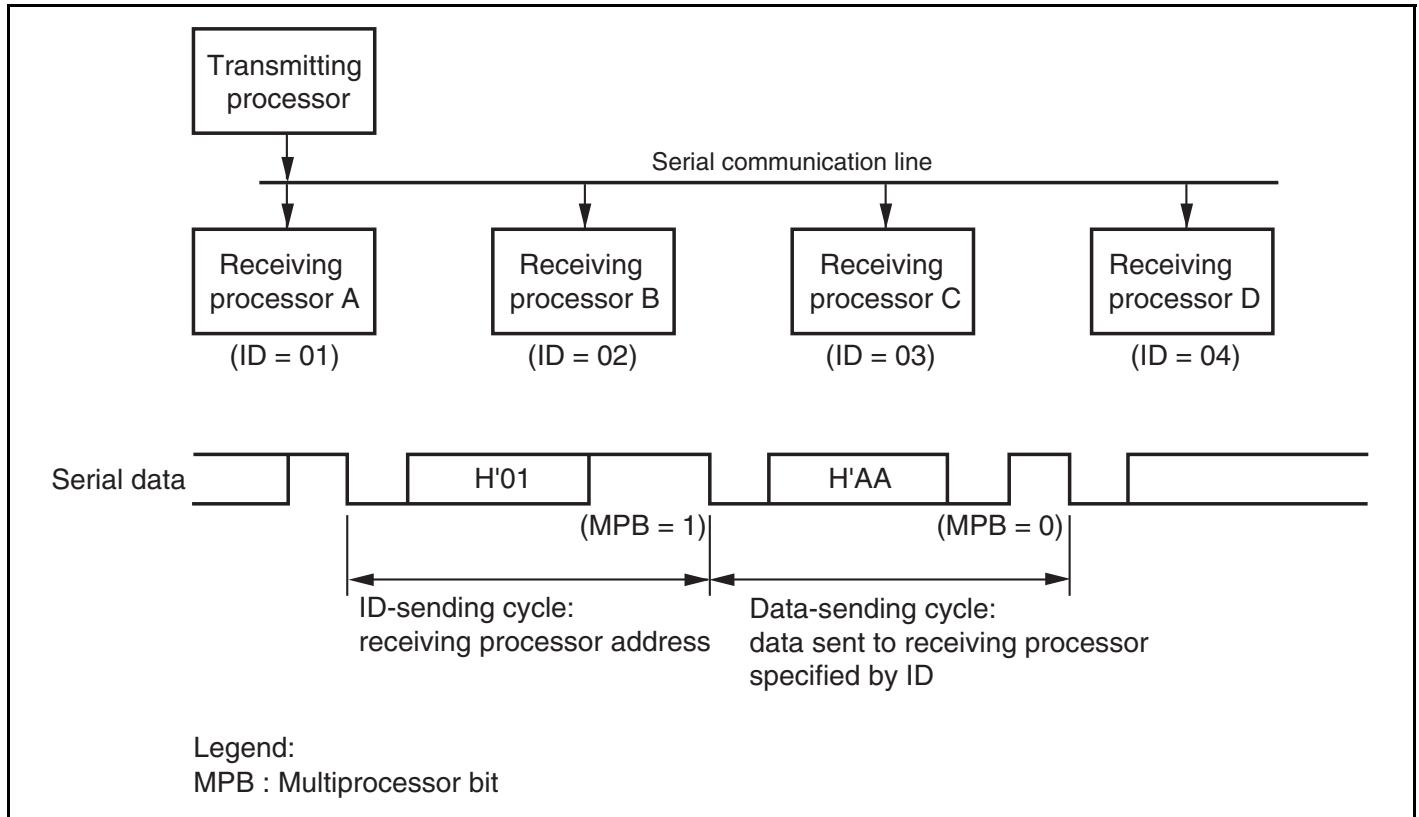 Transmitting
processor
Serial communication line
Receiving
processor A
Receiving
processor B
Receiving
processor C
Receiving
processor D
(ID = 01)
(ID = 02)
(ID = 03)
(ID = 04)
Serial data
H'01
H'AA
(MPB = 1)
(MPB = 0)
ID-sending cycle:
receiving processor address
Data-sending cycle:
data sent to receiving processor
specified by ID
Legend:
MPB : Multiprocessor bit